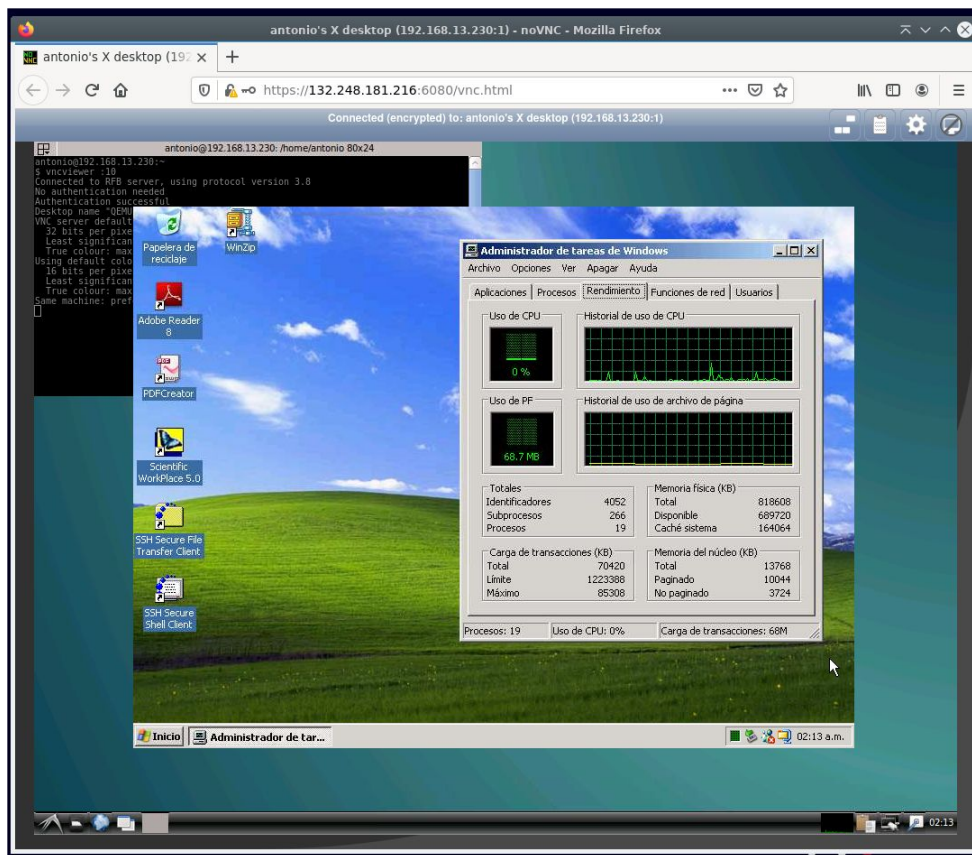 antonio's X desktop (192.168.13.230:1) - noVNC - Mozilla Firefox
antonio's X desktop (192
https://132.248.181.216:6080/vnc.html
Connected (encrypted) to: antonio's X desktop (192.168.13.230:1)
antonio@192.168.13.230: /home/antonio 80x24
antonio@192.168.13.230:~
$ vncviewer :10
Connected to RFB server, using protocol version 3.8
No authentication needed
Authentication successful
Desktop name "QEMU
VNC server default
32 bits per pixe
Least significan
True colour: max
Using default colo
16 bits per pixe
Least significan
True colour: max
Same machine: pref
Papelera de
reciclaje
WinZip
Adobe Reader
8
PDFCreator
Scientific
WorkPlace 5.0
SSH Secure File
Transfer Client
SSH Secure
Shell Client
Administrador de tareas de Windows
Archivo Opciones Ver Apagar Ayuda
Aplicaciones Procesos Rendimiento Funciones de red Usuarios
Uso de CPU Historial de uso de CPU
0 %
Uso de PF Historial de uso de archivo de página
68.7 MB
Totales
Identificadores 4052
Subprocesos 266
Procesos 19
Memoria física (KB)
Total 818608
Disponible 689720
Caché sistema 164064
Carga de transacciones (KB)
Total 70420
Límite 1223388
Máximo 85308
Memoria del núcleo (KB)
Total 13768
Paginado 10044
No paginado 3724
Procesos: 19 Uso de CPU: 0% Carga de transacciones: 68M
Inicio Administrador de tar... 02:13 a.m.
02:13